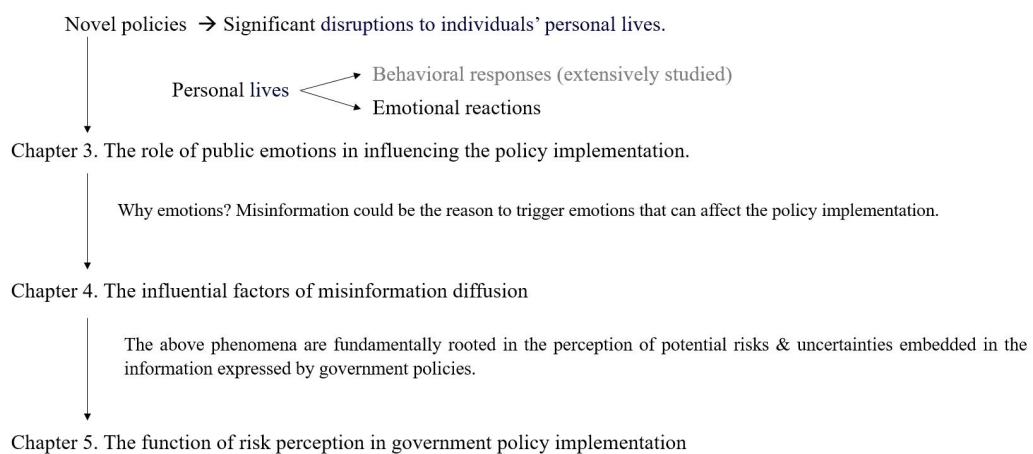 Novel policies → Significant disruptions to individuals' personal lives.
Behavioral responses (extensively studied)
Personal lives
Emotional reactions
Chapter 3. The role of public emotions in influencing the policy implementation.
Why emotions? Misinformation could be the reason to trigger emotions that can affect the policy implementation.
Chapter 4. The influential factors of misinformation diffusion
The above phenomena are fundamentally rooted in the perception of potential risks & uncertainties embedded in the
information expressed by government policies.
Chapter 5. The function of risk perception in government policy implementation